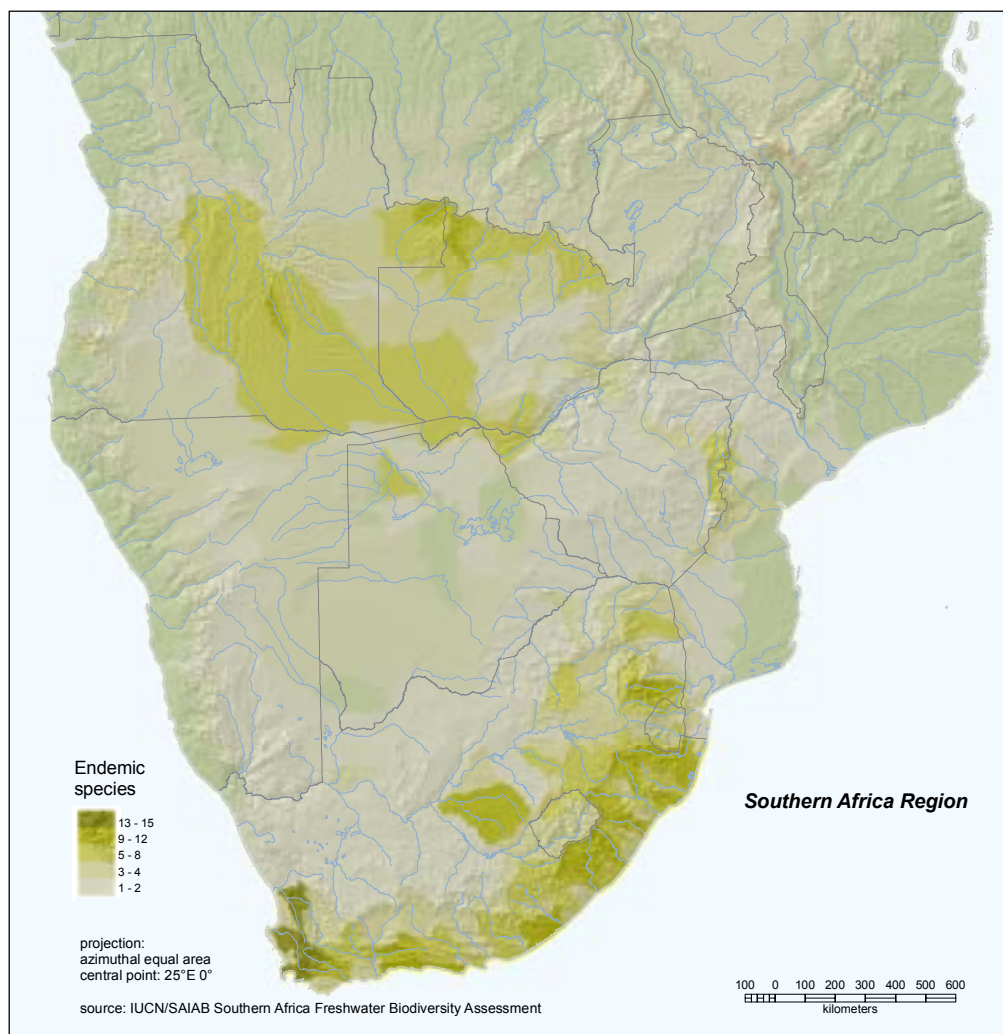 Endemic
species
13 - 15
9 - 12
5 - 8
3 - 4
1 - 2
Southern Africa Region
projection:
azimuthal equal area
central point: 25°E 0°
source: IUCN/SAIAB Southern Africa Freshwater Biodiversity Assessment
100 0 100 200 300 400 500 600
kilometers